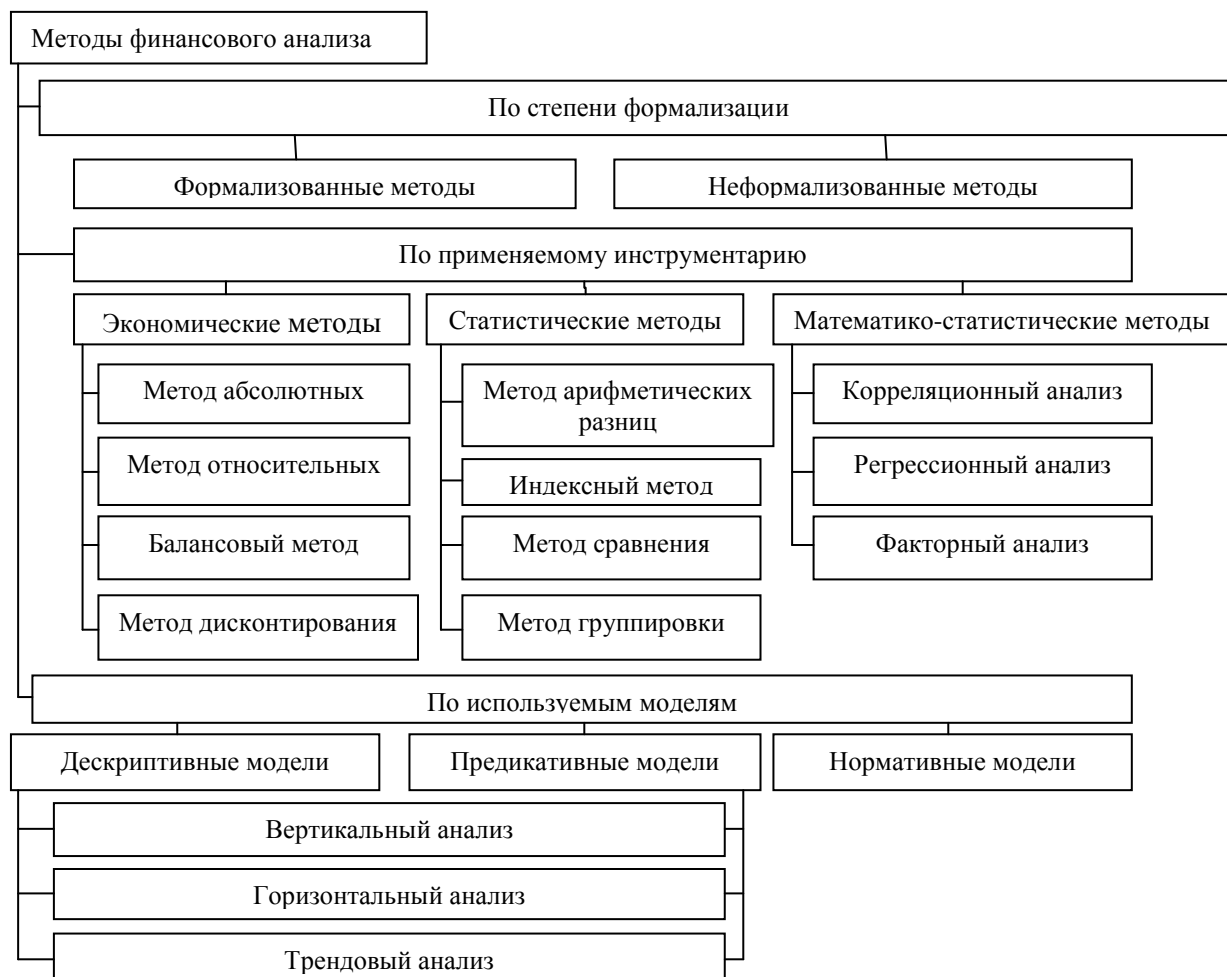 Методы финансового анализа
По степени формализации
Формализованные методы
Неформализованные методы
По применяемому инструментарию
Экономические методы
Метод абсолютных
Метод относительных
Балансовый метод
Метод дисконтирования
Статистические методы
Метод арифметических
разниц
Индексный метод
Метод сравнения
Метод группировки
Математико-статистические методы
Корреляционный анализ
Регрессионный анализ
Факторный анализ
По используемым моделям
Дескриптивные модели
Предикативные модели
Нормативные модели
Вертикальный анализ
Горизонтальный анализ
Трендовый анализ